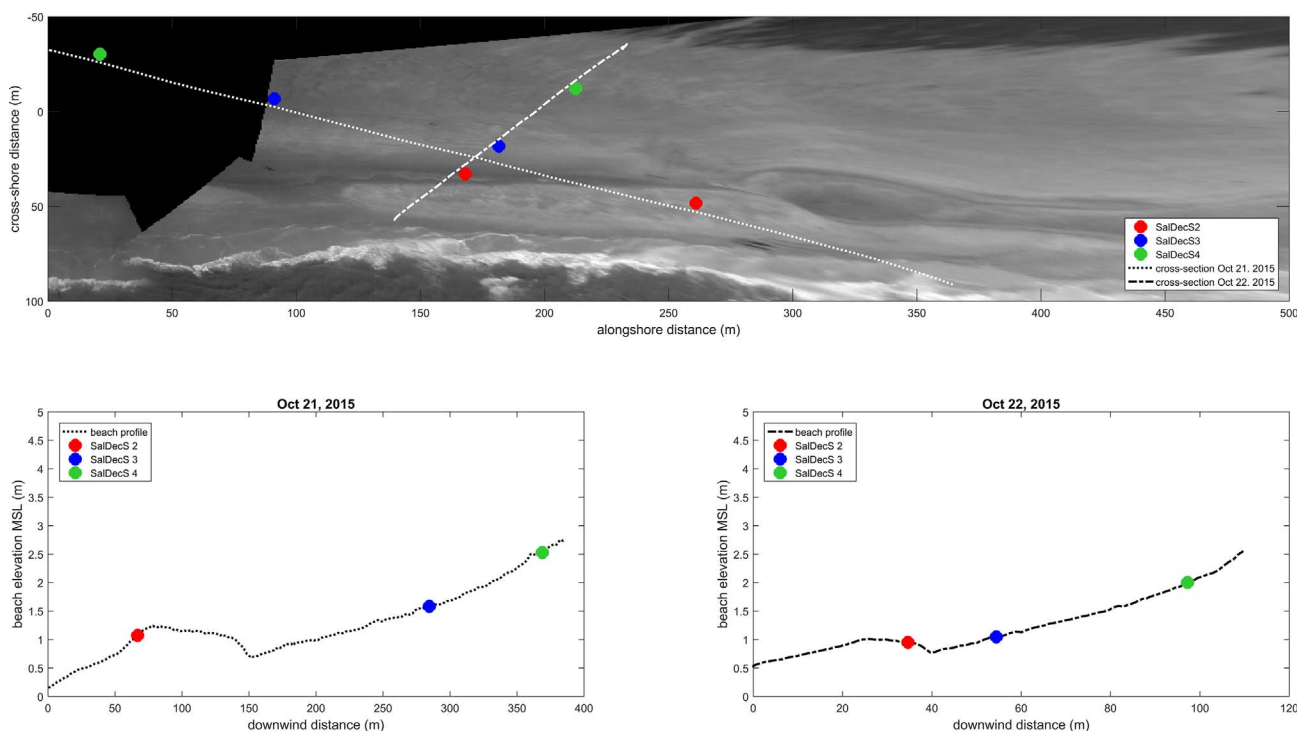 -50
0
50
100
cross-shore distance (m)
0 50 100 150 200 250 300 350 400 450 500
alongshore distance (m)
SalDecS2
SalDecS3
SalDecS4
cross-section Oct 21. 2015
cross-section Oct 22. 2015
Oct 21, 2015
5
4.5
4
3.5
3
2.5
2
1.5
1
0.5
0
beach elevation MSL (m)
beach profile
SalDecS 2
SalDecS 3
SalDecS 4
0 50 100 150 200 250 300 350 400
downwind distance (m)
Oct 22, 2015
5
4.5
4
3.5
3
2.5
2
1.5
1
0.5
0
beach elevation MSL (m)
beach profile
SalDecS 2
SalDecS 3
SalDecS 4
0 20 40 60 80 100 120
downwind distance (m)